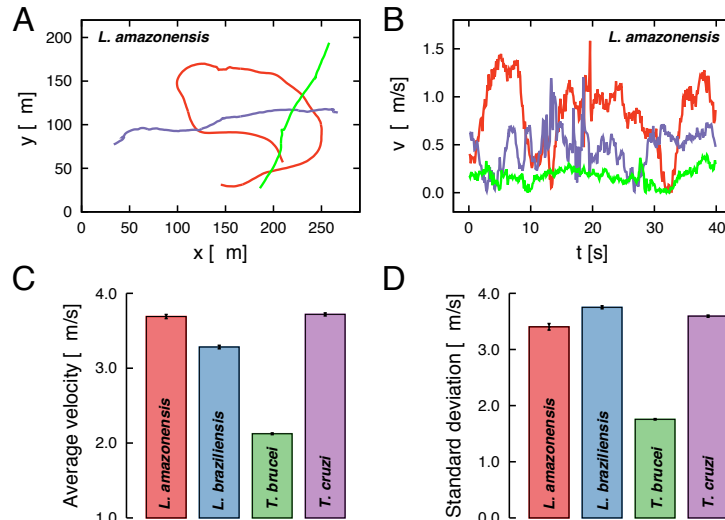 A
L. amazonensis
200
150
100
50
0
y [ m]
0 50 100 150 200 250
x [ m]
B
L. amazonensis
1.5
1.0
0.5
0.0
v [ m/s]
0 10 20 30 40
t [s]
C
4.0
3.0
2.0
1.0
Average velocity [ m/s]
L. amazonensis
L. braziliensis
T. brucei
T. cruzi
D
4.0
3.0
2.0
1.0
0.0
Standard deviation [ m/s]
L. amazonensis
L. braziliensis
T. brucei
T. cruzi